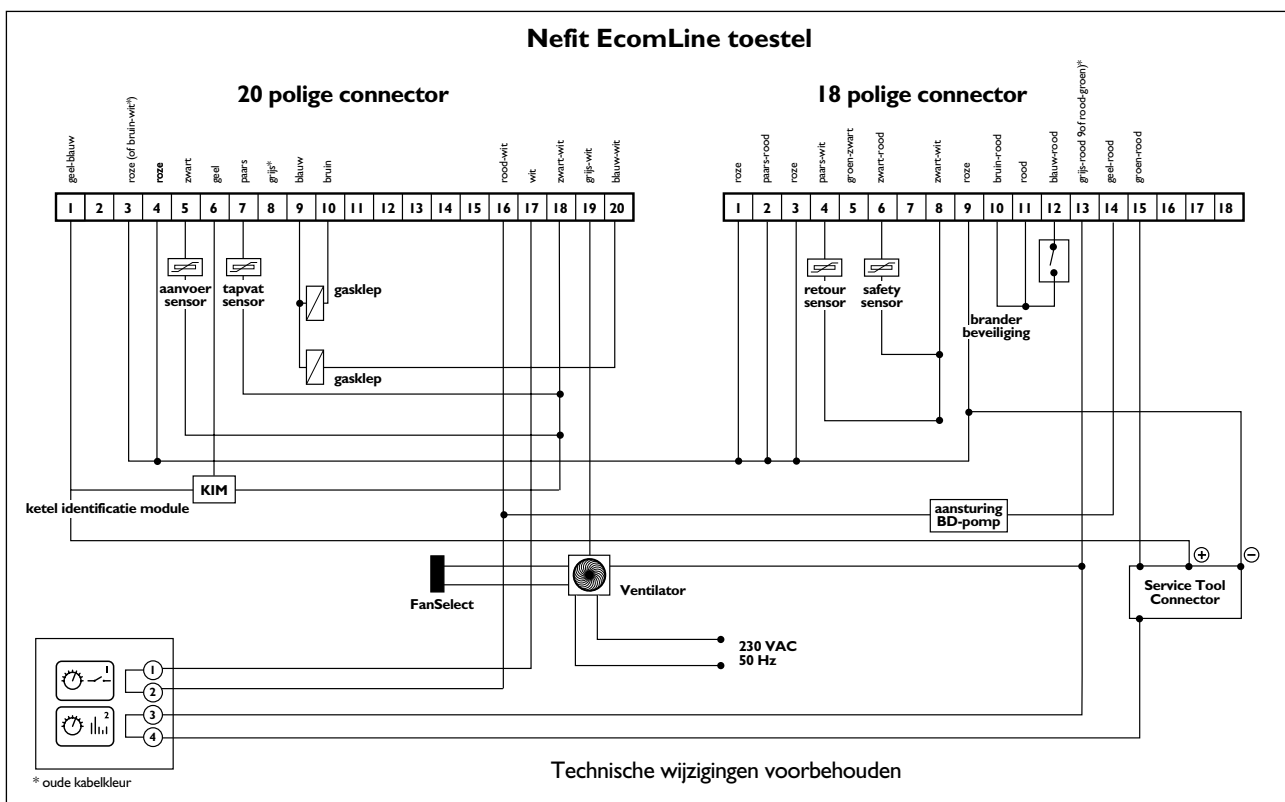 Nefit EcomLine toestel
20 polige connector
18 polige connector
geel-blauw
roze (of bruin-wit*)
roze
zwart
geel
paars
grijs*
blauw
bruin
rood-wit
wit
zwart-wit
grijs-wit
blauw-wit
roze
paars-rood
roze
paars-wit
groen-zwart
zwart-rood
zwart-wit
roze
bruin-rood
rood
blauw-rood
grijs-rood 9of rood-groen)*
geel-rood
groen-rood
1 2 3 4 5 6 7 8 9 10 11 12 13 14 15 16 17 18 19 20
1 2 3 4 5 6 7 8 9 10 11 12 13 14 15 16 17 18
aanvoer
sensor
tapvat
sensor
gasklep
gasklep
retour
sensor
safety
sensor
brander
beveiliging
KIM
ketel identificatie module
aansturing
BD-pomp
+
−
Service Tool
Connector
FanSelect
Ventilator
230 VAC
50 Hz
1
2
1
2
3
4
* oude kabelkleur
Technische wijzigingen voorbehouden